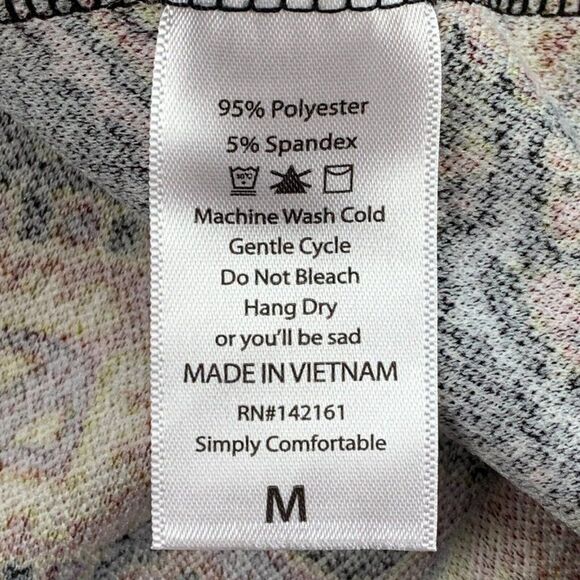 95% Polyester
5% Spandex
30°C
Machine Wash Cold
Gentle Cycle
Do Not Bleach
Hang Dry
or you'll be sad
MADE IN VIETNAM
RN#142161
Simply Comfortable
M